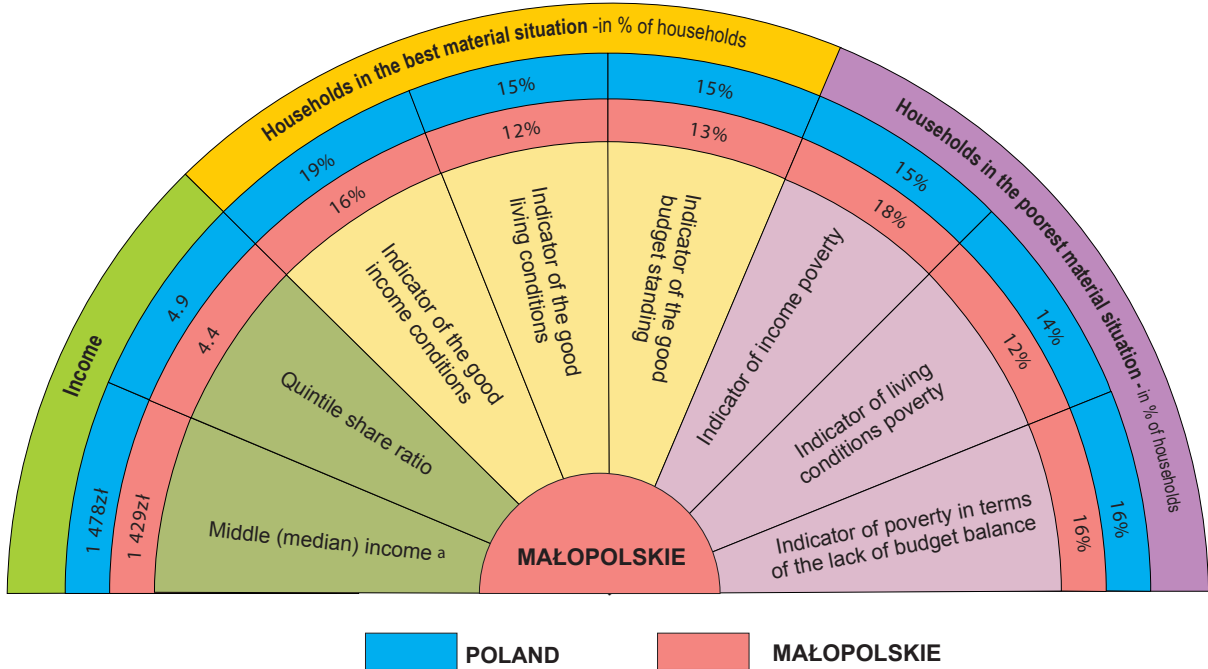 Income
Households in the best material situation -in % of households
Households in the poorest material situation - in % of households
1 478zł
4.9
19%
15%
15%
15%
14%
16%
1 429zł
4.4
16%
12%
13%
18%
12%
16%
Middle (median) income a
Quintile share ratio
Indicator of the good
income conditions
Indicator of the good
living conditions
Indicator of the good
budget standing
Indicator of income poverty
Indicator of living
conditions poverty
Indicator of poverty in terms
of the lack of budget balance
MAŁOPOLSKIE
POLAND
MAŁOPOLSKIE